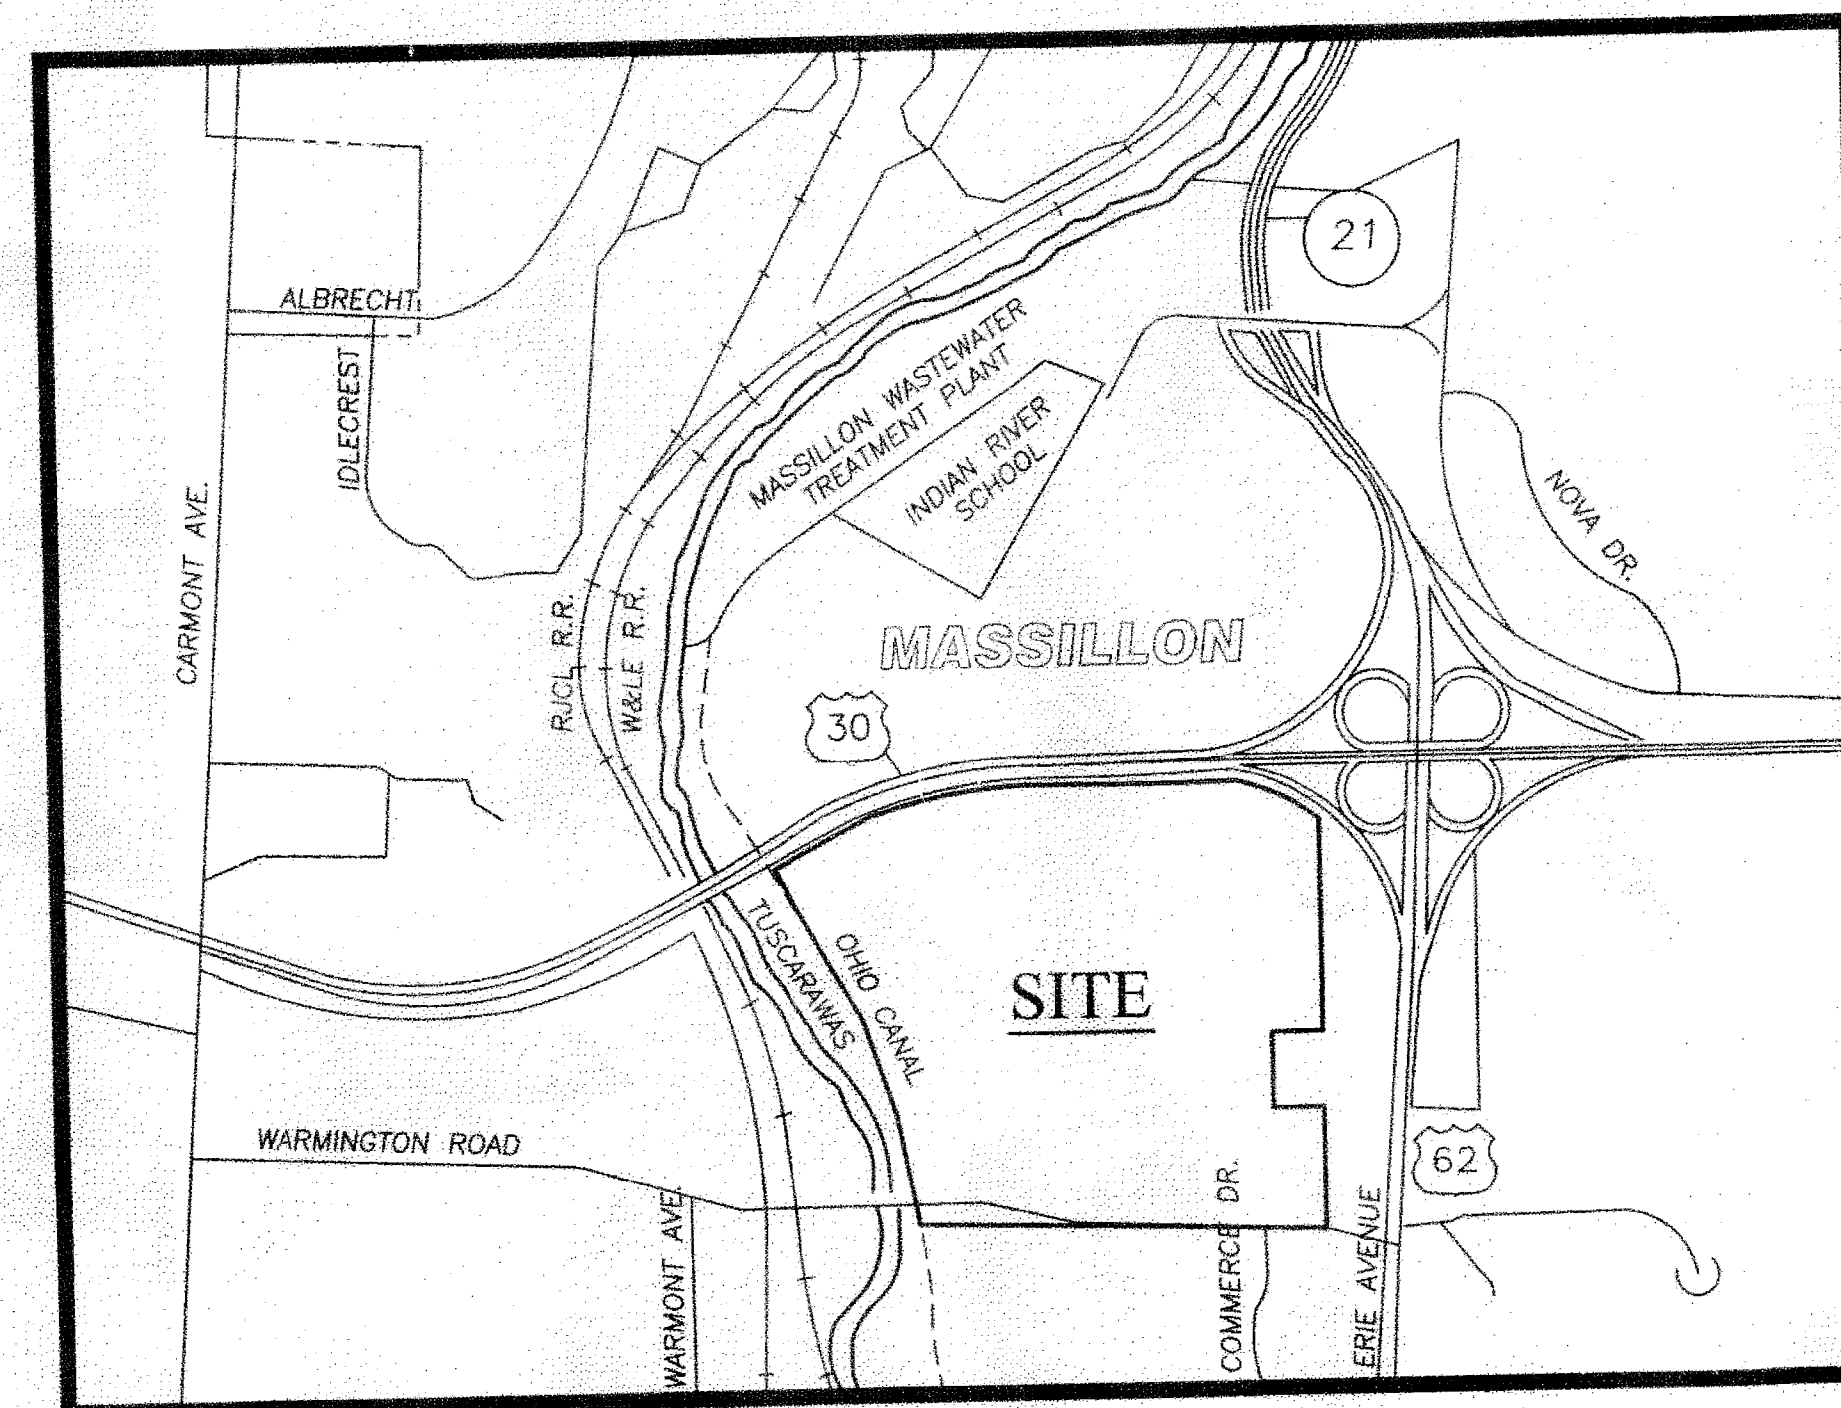 21
ALBRECHT
IDLECREST
MASSILLON WASTEWATER
TREATMENT PLANT
INDIAN RIVER
SCHOOL
NOVA DR.
CARMONT AVE.
RJCL R.R.
W&LE R.R.
MASSILLON
30
TUSCARAWAS
OHIO CANAL
SITE
WARMINGTON ROAD
62
WARMONT AVE.
COMMERCE DR.
ERIE AVENUE